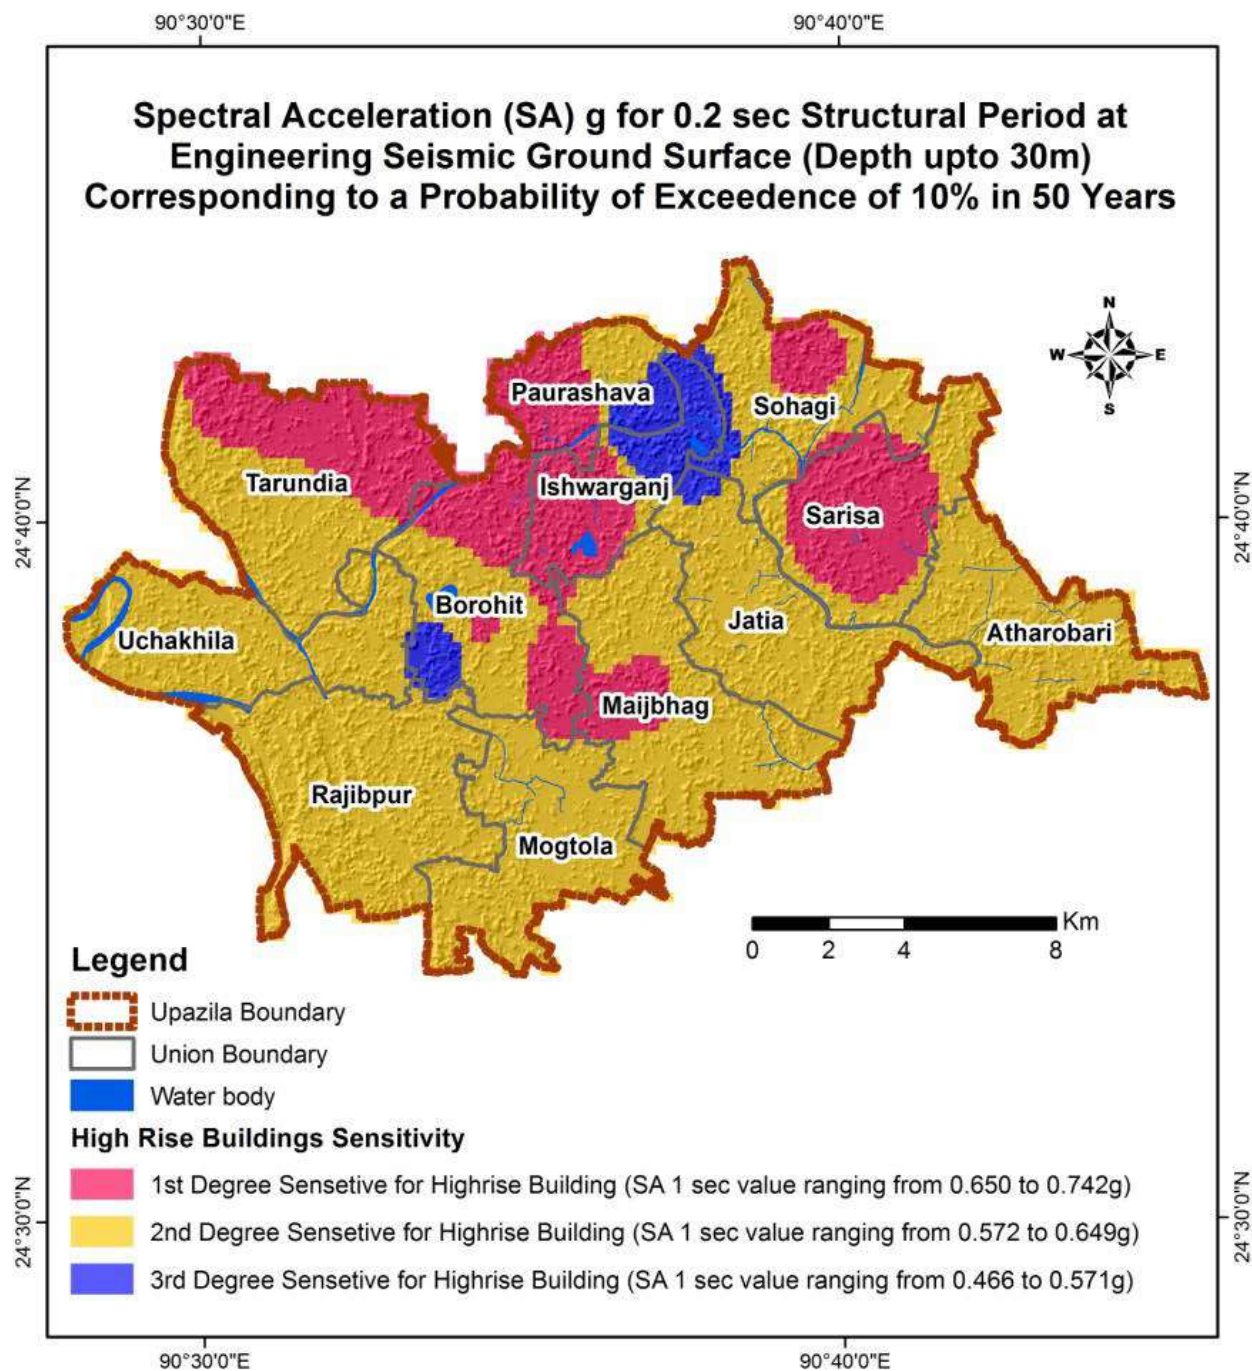 90°30'0"E 90°40'0"E
Spectral Acceleration (SA) g for 0.2 sec Structural Period at
Engineering Seismic Ground Surface (Depth upto 30m)
Corresponding to a Probability of Exceedence of 10% in 50 Years
N
W E
S
Paurashava
Sohagi
Tarundia
Ishwarganj
Sarisa
24°40'0"N
24°40'0"N
Borohit
Jatia
Uchakhila
Atharobari
Maijbhag
Rajibpur
Mogtola
Km
0 2 4 8
Legend
Upazila Boundary
Union Boundary
Water body
High Rise Buildings Sensitivity
1st Degree Sensetive for Highrise Building (SA 1 sec value ranging from 0.650 to 0.742g)
2nd Degree Sensetive for Highrise Building (SA 1 sec value ranging from 0.572 to 0.649g)
3rd Degree Sensetive for Highrise Building (SA 1 sec value ranging from 0.466 to 0.571g)
24°30'0"N
24°30'0"N
90°30'0"E 90°40'0"E